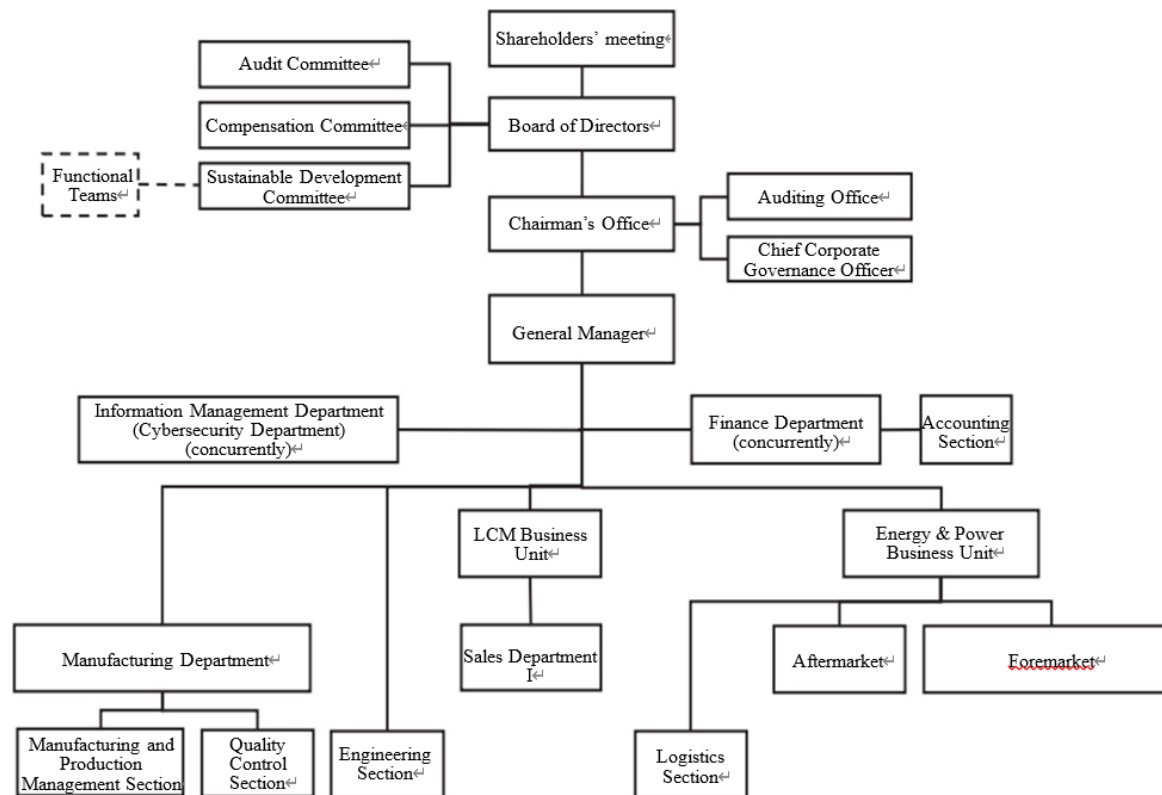 Shareholders’ meeting
Audit Committee
Compensation Committee
Board of Directors
Functional
Teams
Sustainable Development
Committee
Chairman’s Office
Auditing Office
Chief Corporate
Governance Officer
General Manager
Information Management Department
(Cybersecurity Department)
(concurrently)
Finance Department
(concurrently)
Accounting
Section
LCM Business
Unit
Energy & Power
Business Unit
Manufacturing Department
Sales Department
I
Aftermarket
Foremarket
Manufacturing and
Production
Management Section
Quality
Control
Section
Engineering
Section
Logistics
Section